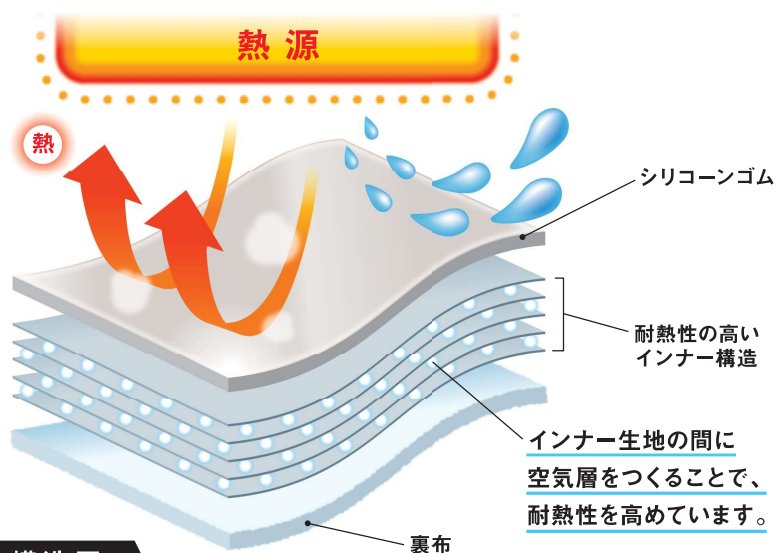 熱源
熱
シリコーンゴム
耐熱性の高い
インナー構造
インナー生地の間に
空気層をつくることで、
耐熱性を高めています。
裏布